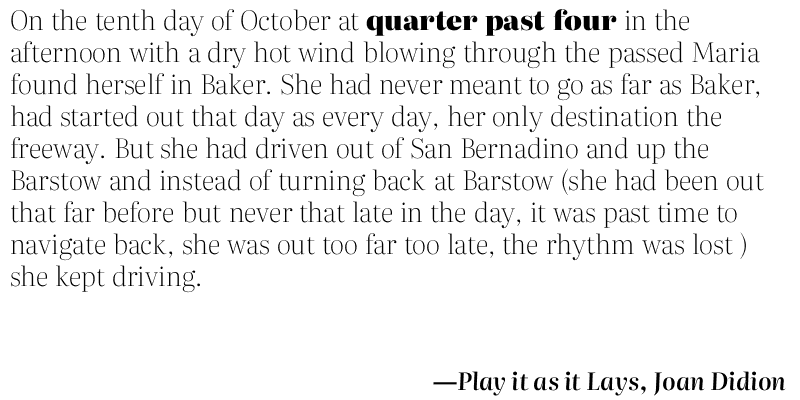 On the tenth day of October at quarter past four in the
afternoon with a dry hot wind blowing through the passed Maria
found herself in Baker. She had never meant to go as far as Baker,
had started out that day as every day, her only destination the
freeway. But she had driven out of San Bernadino and up the
Barstow and instead of turning back at Barstow (she had been out
that far before but never that late in the day, it was past time to
navigate back, she was out too far too late, the rhythm was lost )
she kept driving.
—Play it as it Lays, Joan Didion